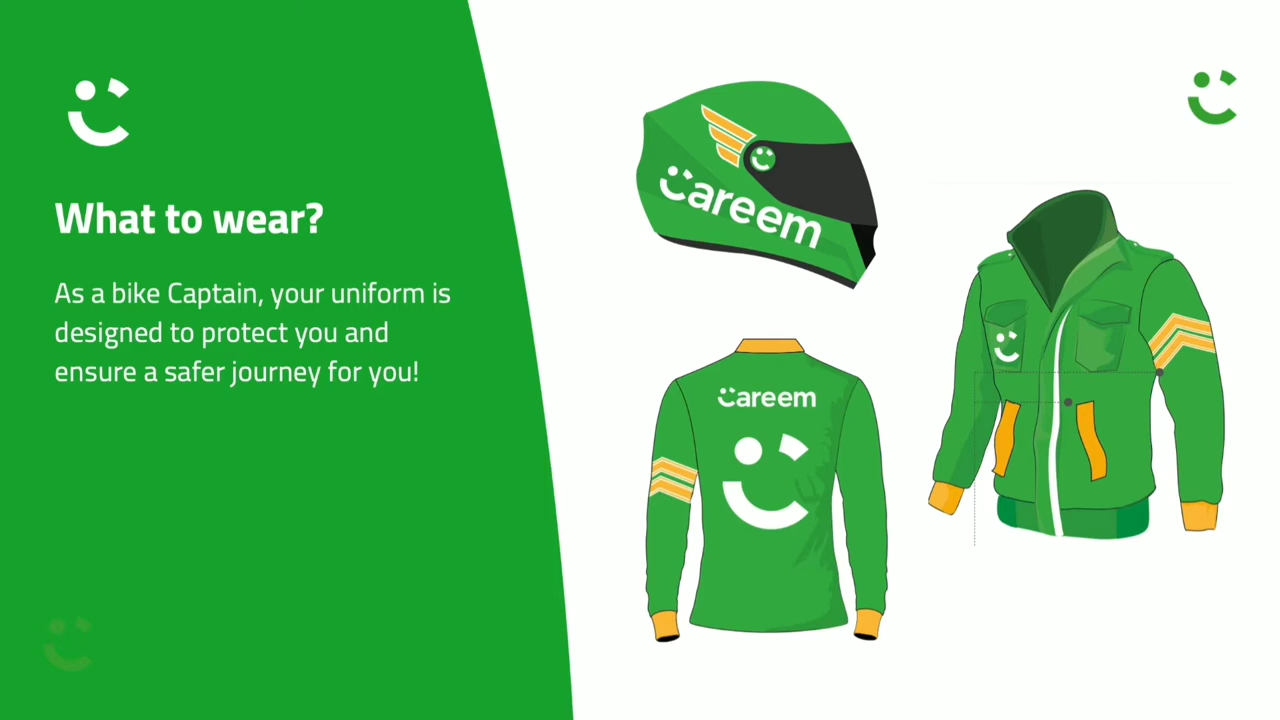 What to wear?
As a bike Captain, your uniform is
designed to protect you and
ensure a safer journey for you!
Careem
Careem